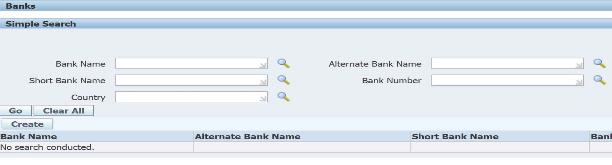 Banks
Simple Search
Bank Name Alternate Bank Name
Short Bank Name Bank Number
Country
Go Clear All
Create
Bank Name Alternate Bank Name Short Bank Name Bank
No search conducted.